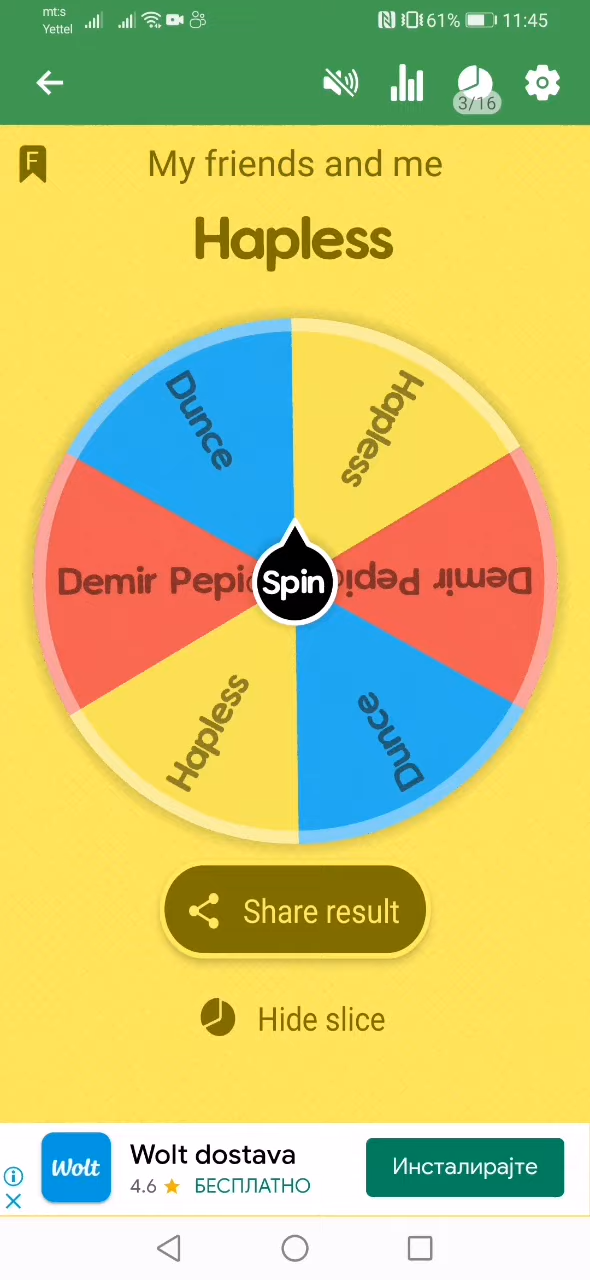 mt:s
Yettel
61%
11:45
3/16
F
My friends and me
Hapless
Dunce
Hapless
Demir Pepic
Spin
Demir Pepic
Hapless
Dunce
Share result
Hide slice
Wolt
Wolt dostava
4.6 ★ БЕСПЛАТНО
Инсталирајте